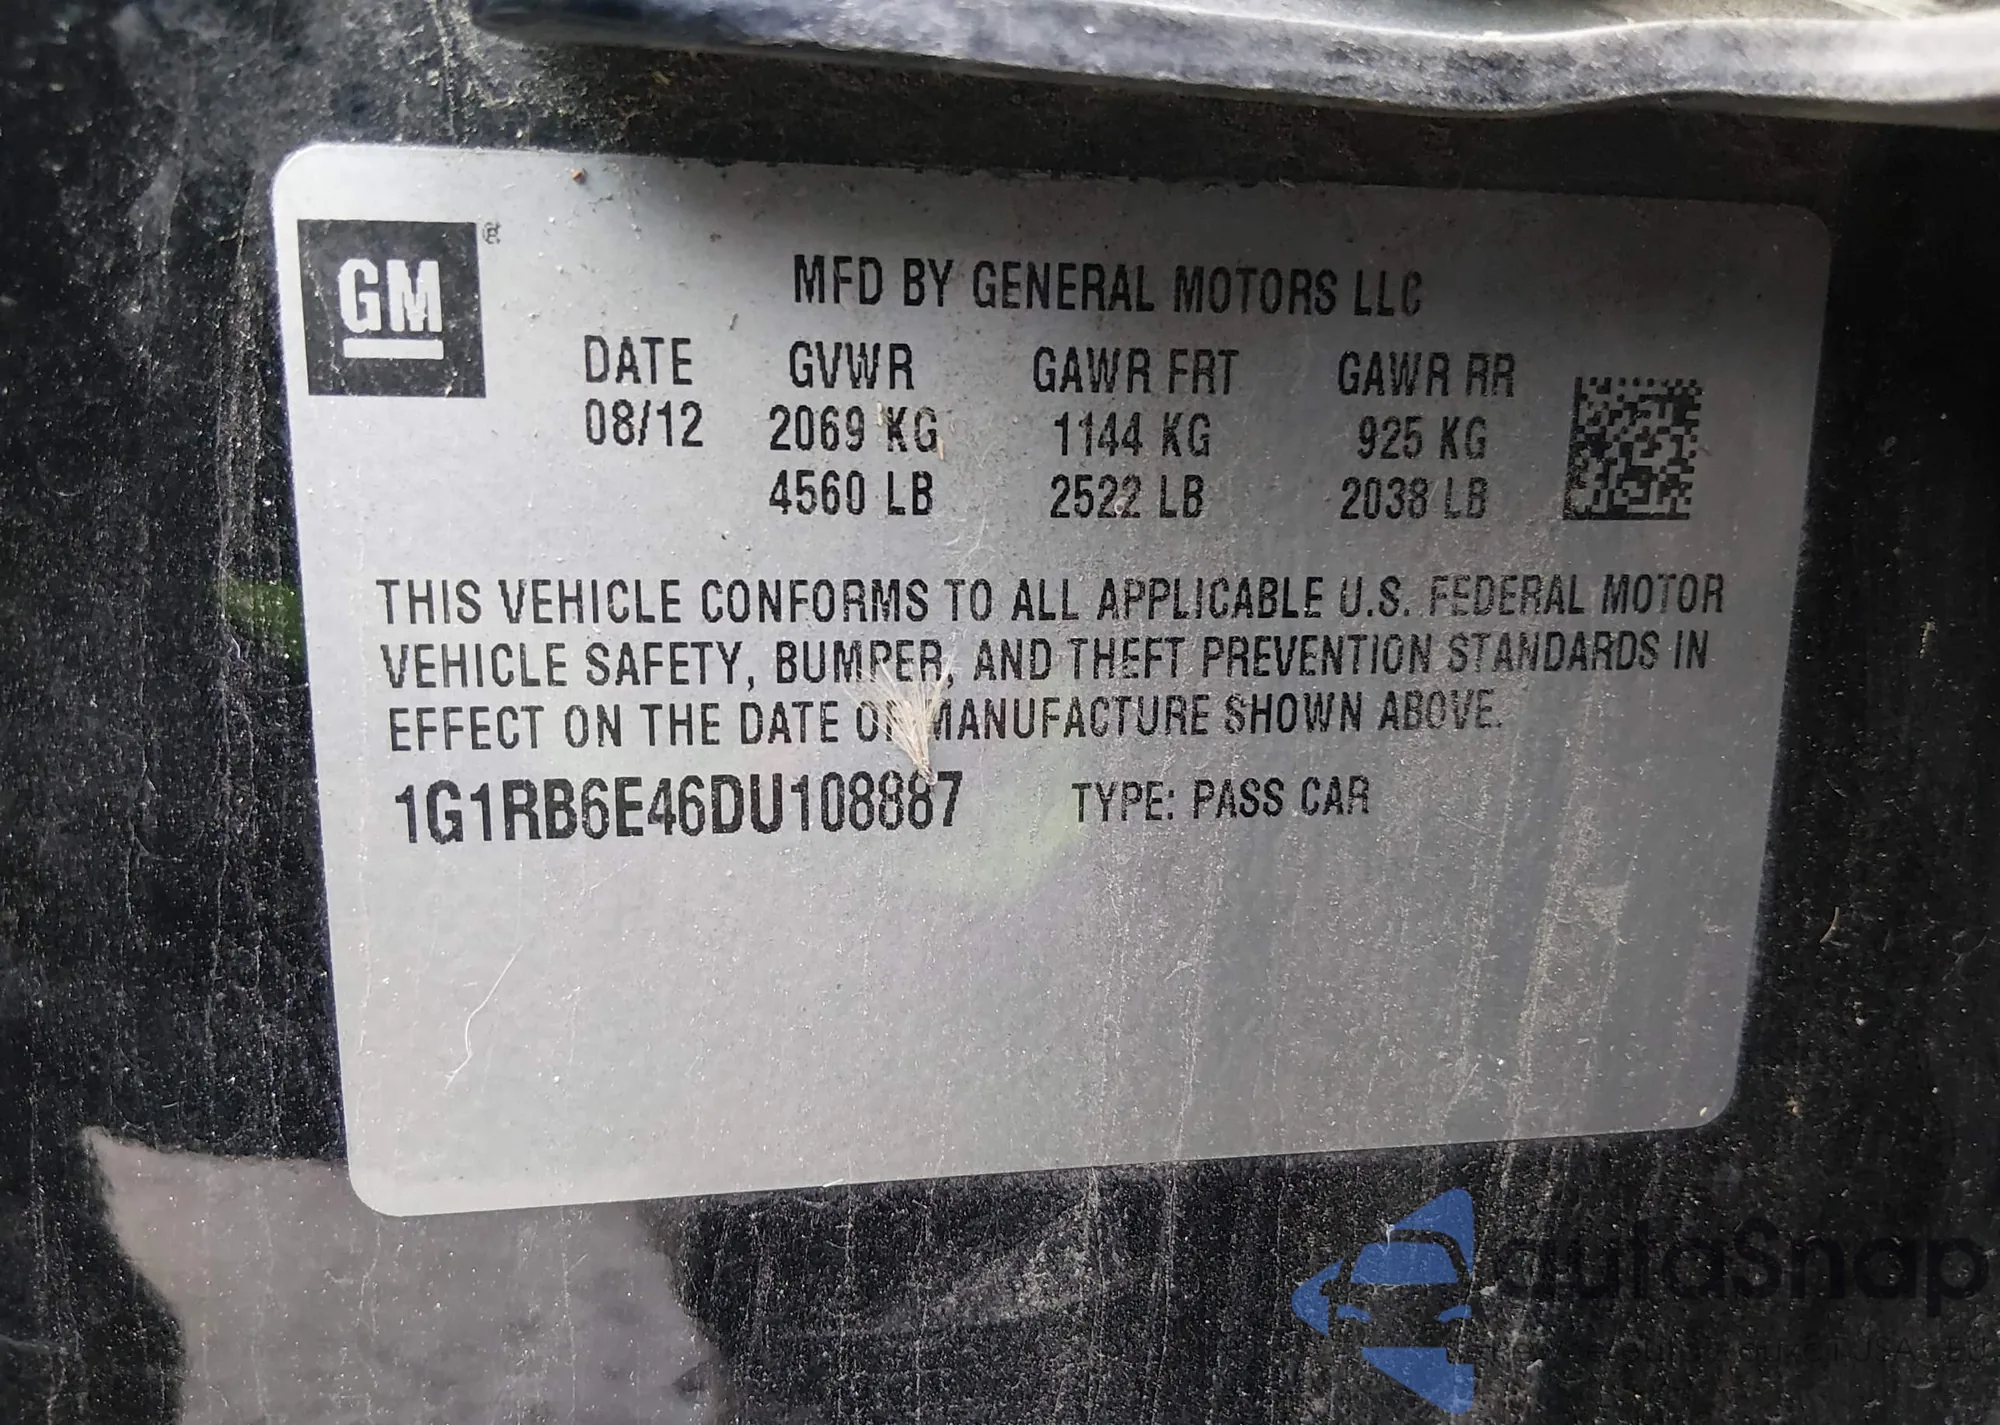 GM ®
MFD BY GENERAL MOTORS LLC
DATE GVWR GAWR FRT GAWR RR
08/12 2069 KG 1144 KG 925 KG
4560 LB 2522 LB 2038 LB
THIS VEHICLE CONFORMS TO ALL APPLICABLE U.S. FEDERAL MOTOR
VEHICLE SAFETY, BUMPER, AND THEFT PREVENTION STANDARDS IN
EFFECT ON THE DATE OF MANUFACTURE SHOWN ABOVE.
1G1RB6E46DU108887 TYPE: PASS CAR
autaSnap
USA